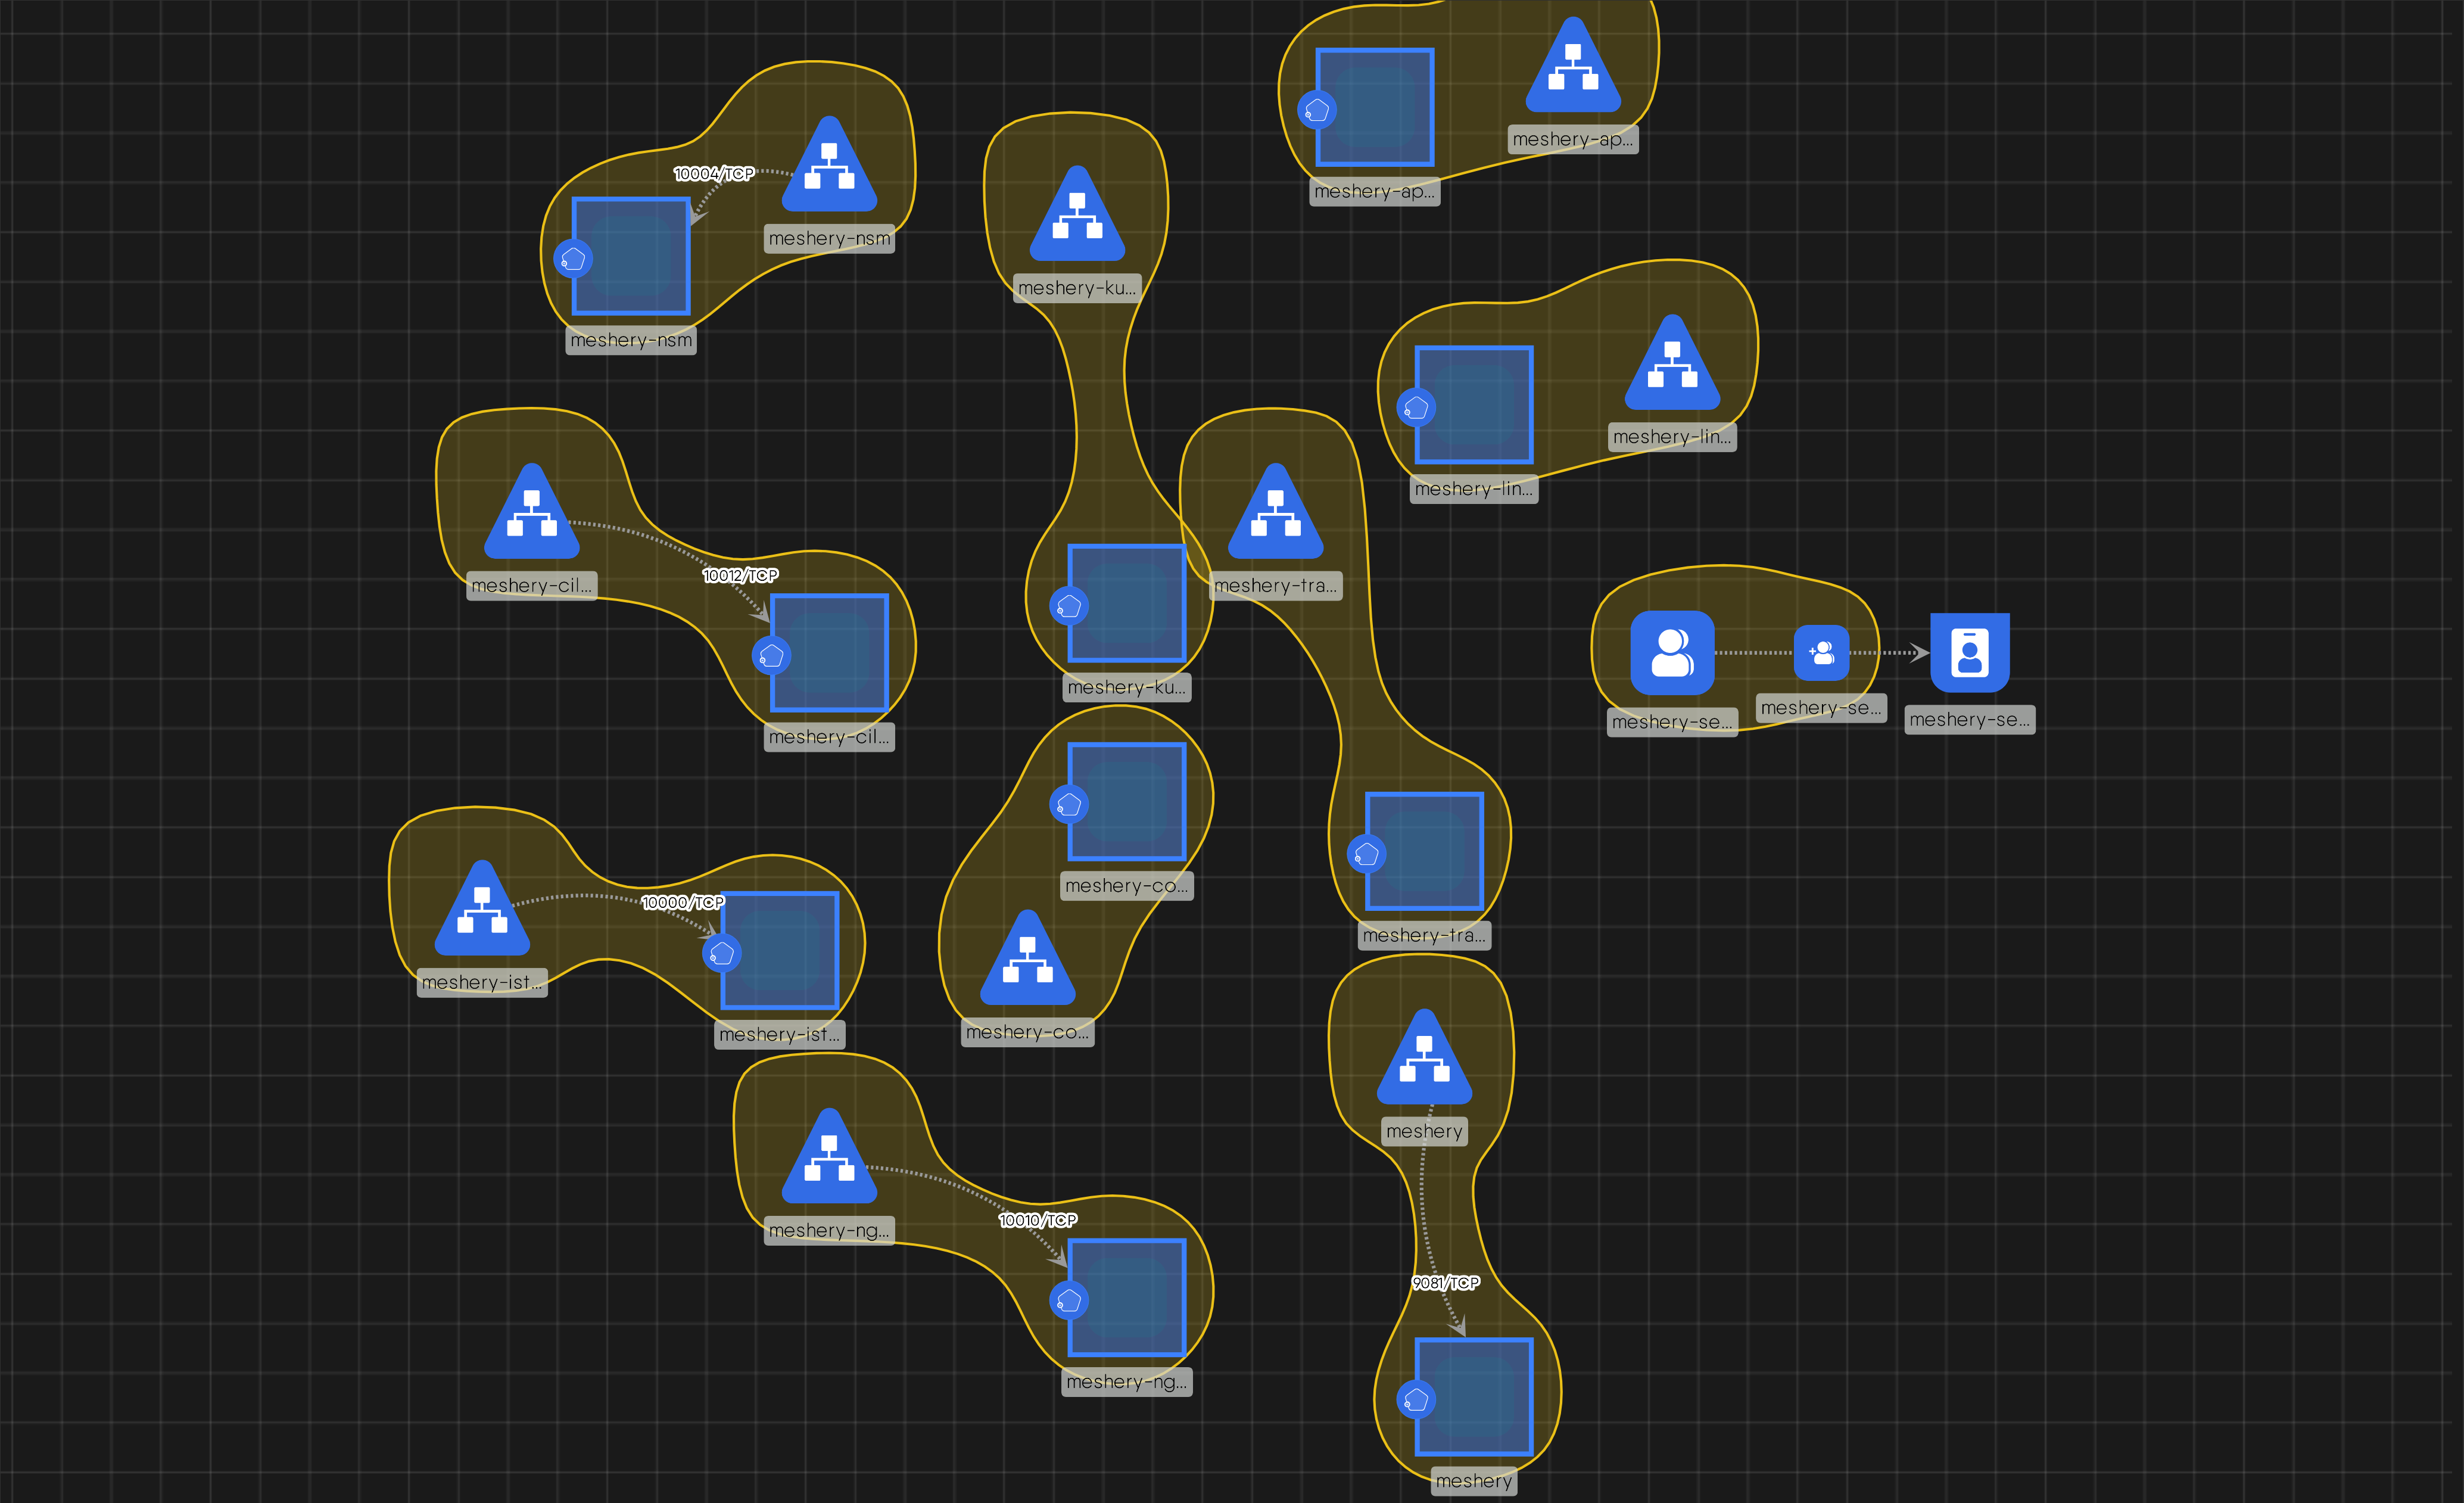 meshery-ap...
10004/TCP
meshery-ap...
meshery-nsm
meshery-ku...
meshery-nsm
meshery-lin...
meshery-lin...
10012/TCP
meshery-cil...
meshery-tra...
meshery-ku...
meshery-se...
meshery-se...
meshery-se...
meshery-cil...
meshery-co...
10000/TCP
meshery-tra...
meshery-ist...
meshery-co...
meshery-ist...
meshery
10010/TCP
meshery-ng...
9081/TCP
meshery-ng...
meshery